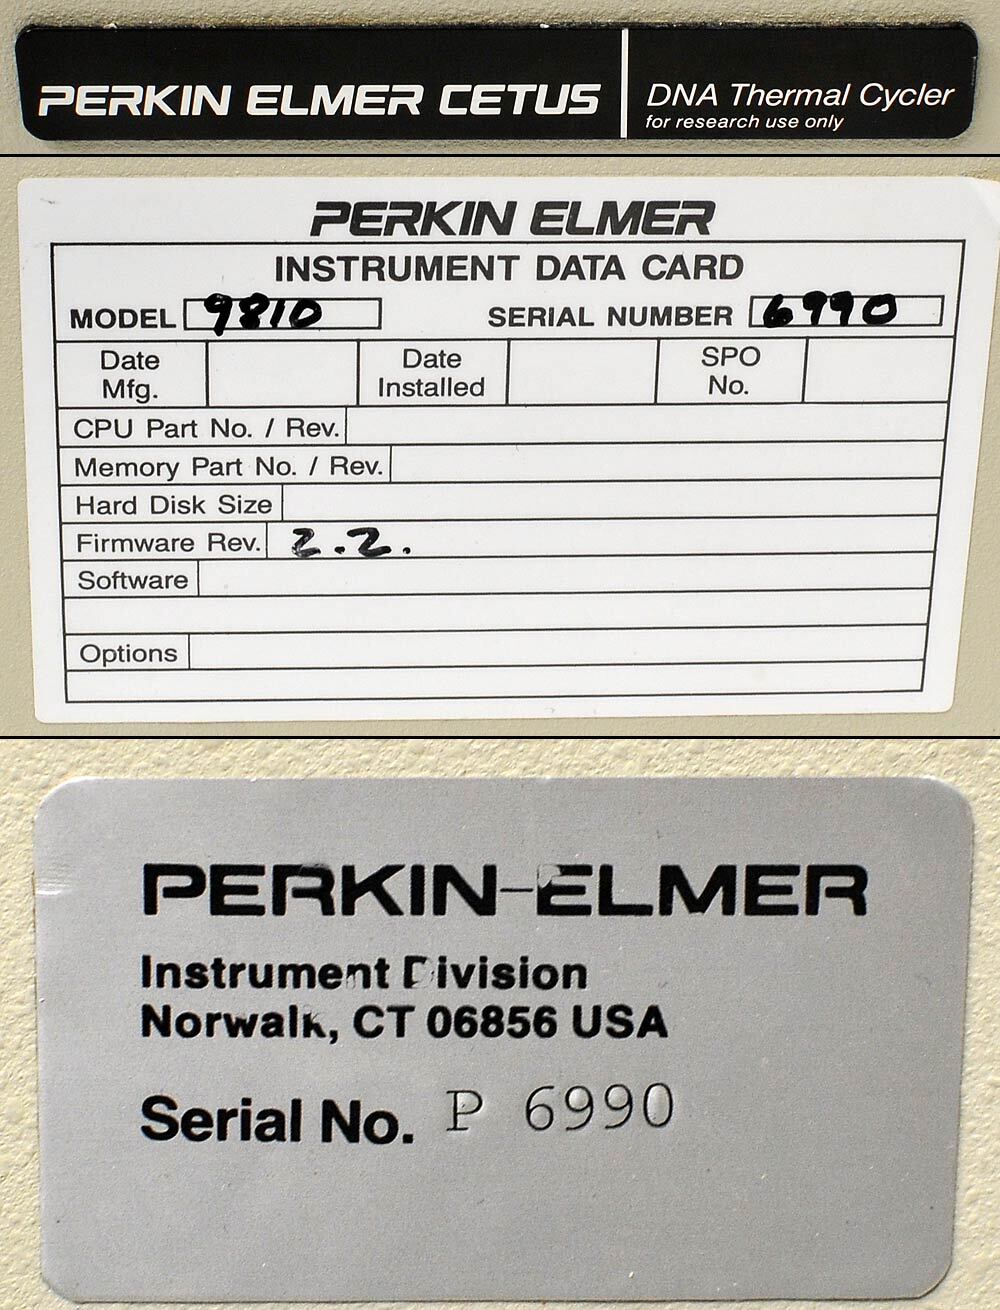 PERKIN ELMER CETUS DNA Thermal Cycler
for research use only
PERKIN ELMER
INSTRUMENT DATA CARD
MODEL 9810 SERIAL NUMBER 6990
Date Mfg. Date Installed SPO No.
CPU Part No. / Rev.
Memory Part No. / Rev.
Hard Disk Size
Firmware Rev. 2.2.
Software
Options
PERKIN-ELMER
Instrument Division
Norwalk, CT 06856 USA
Serial No. P 6990